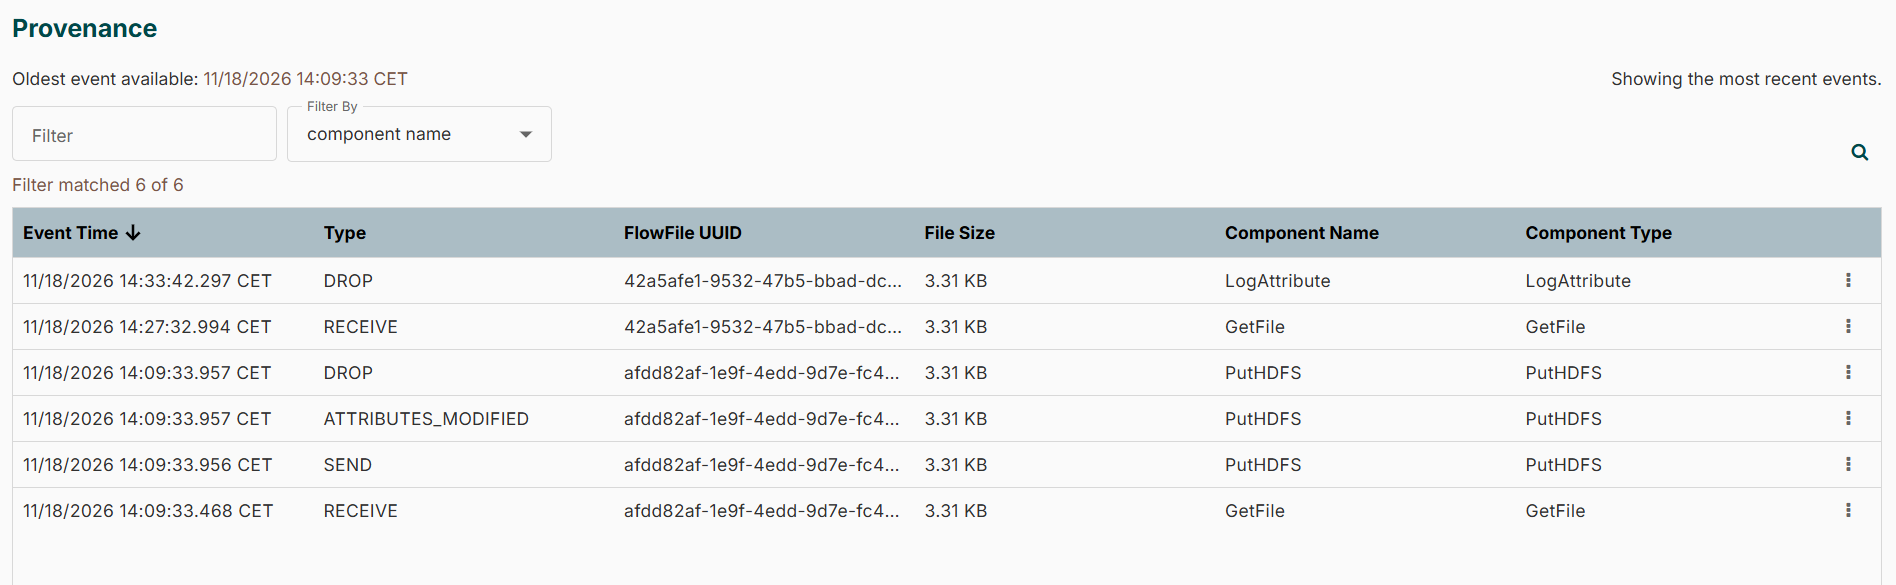 Provenance
Oldest event available: 11/18/2026 14:09:33 CET
Showing the most recent events.
Filter
Filter By
component name
Filter matched 6 of 6
Event Time Type FlowFile UUID File Size Component Name Component Type
11/18/2026 14:33:42.297 CET DROP 42a5afe1-9532-47b5-bbad-dc... 3.31 KB LogAttribute LogAttribute
11/18/2026 14:27:32.994 CET RECEIVE 42a5afe1-9532-47b5-bbad-dc... 3.31 KB GetFile GetFile
11/18/2026 14:09:33.957 CET DROP afdd82af-1e9f-4edd-9d7e-fc4... 3.31 KB PutHDFS PutHDFS
11/18/2026 14:09:33.957 CET ATTRIBUTES_MODIFIED afdd82af-1e9f-4edd-9d7e-fc4... 3.31 KB PutHDFS PutHDFS
11/18/2026 14:09:33.956 CET SEND afdd82af-1e9f-4edd-9d7e-fc4... 3.31 KB PutHDFS PutHDFS
11/18/2026 14:09:33.468 CET RECEIVE afdd82af-1e9f-4edd-9d7e-fc4... 3.31 KB GetFile GetFile